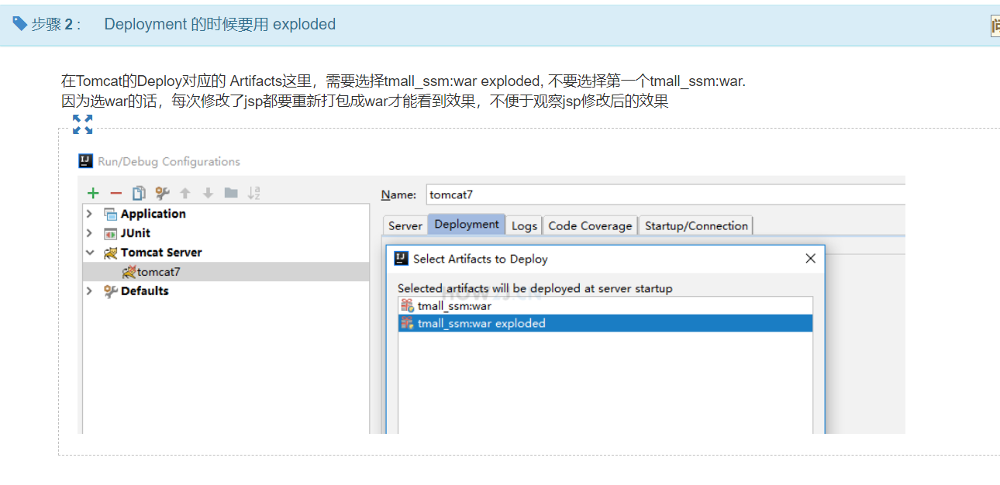 步骤 2 : Deployment 的时候要用 exploded
在Tomcat的Deploy对应的 Artifacts这里，需要选择tmall_ssm:war exploded, 不要选择第一个tmall_ssm:war.
因为选war的话，每次修改了jsp都要重新打包成war才能看到效果，不便于观察jsp修改后的效果
Run/Debug Configurations
Name: tomcat7
Application
JUnit
Tomcat Server
tomcat7
Defaults
Server Deployment Logs Code Coverage Startup/Connection
Select Artifacts to Deploy
Selected artifacts will be deployed at server startup
HOW2J.CN
tmall_ssm:war
tmall_ssm:war exploded